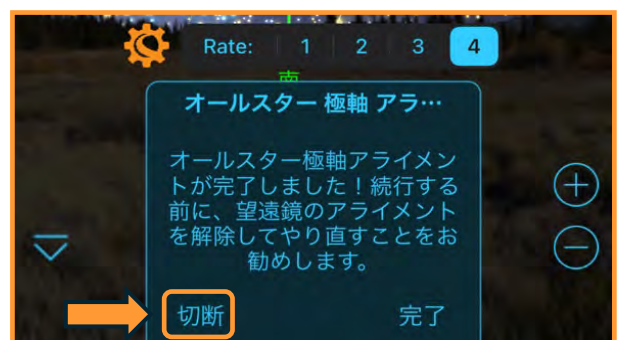 Rate: 1 2 3 4
南
オールスター 極軸 アラ…
オールスター極軸アライメン
トが完了しました！続行する
前に、望遠鏡のアライメント
を解除してやり直すことをお
勧めします。
切断 完了